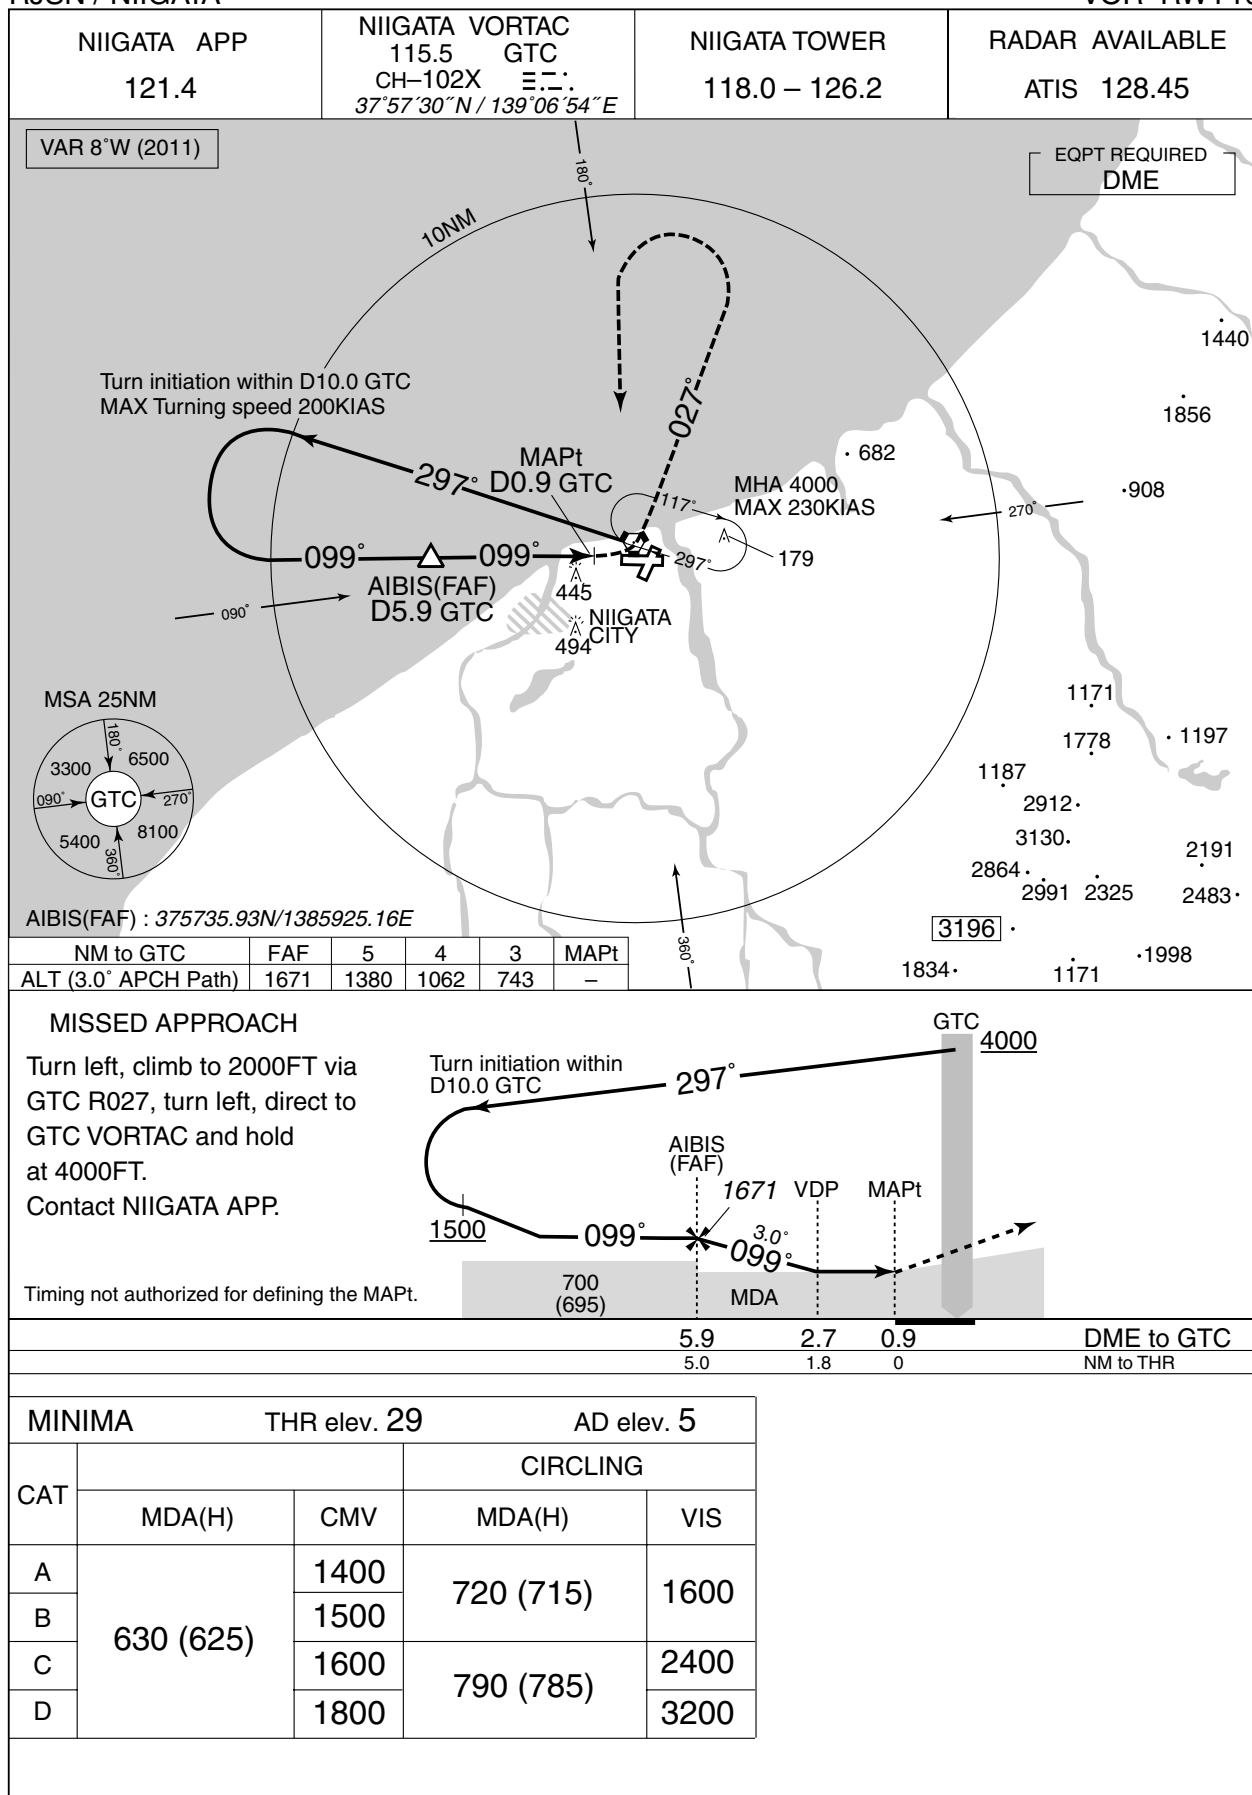 NIIGATA APP
121.4
NIIGATA VORTAC
115.5 GTC
CH–102X
37°57′30″N / 139°06′54″E
NIIGATA TOWER
118.0 – 126.2
RADAR AVAILABLE
ATIS 128.45
VAR 8°W (2011)
EQPT REQUIRED
DME
180°
10NM
1440
Turn initiation within D10.0 GTC
MAX Turning speed 200KIAS
1856
027°
682
MAPt
D0.9 GTC
297°
MHA 4000
MAX 230KIAS
908
117°
270°
099°
099°
297°
179
AIBIS(FAF)
D5.9 GTC
445
090°
NIIGATA
CITY
494
MSA 25NM
180°
3300
6500
090°
GTC
270°
5400
8100
360°
1171
1778
1197
1187
2912
3130
2191
2864
2991
2325
2483
3196
1834
1171
1998
360°
AIBIS(FAF) : 375735.93N/1385925.16E
NM to GTC FAF 5 4 3 MAPt
ALT (3.0° APCH Path) 1671 1380 1062 743 –
MISSED APPROACH
Turn left, climb to 2000FT via
GTC R027, turn left, direct to
GTC VORTAC and hold
at 4000FT.
Contact NIIGATA APP.
Timing not authorized for defining the MAPt.
GTC
4000
Turn initiation within
D10.0 GTC
297°
AIBIS
(FAF)
1671
VDP
MAPt
1500
099°
3.0°
099°
700
(695)
MDA
5.9 2.7 0.9 DME to GTC
5.0 1.8 0 NM to THR
MINIMA THR elev. 29 AD elev. 5
CAT
CIRCLING
MDA(H) CMV MDA(H) VIS
A 1400
B 1500
720 (715) 1600
630 (625)
C 1600 2400
790 (785)
D 1800 3200